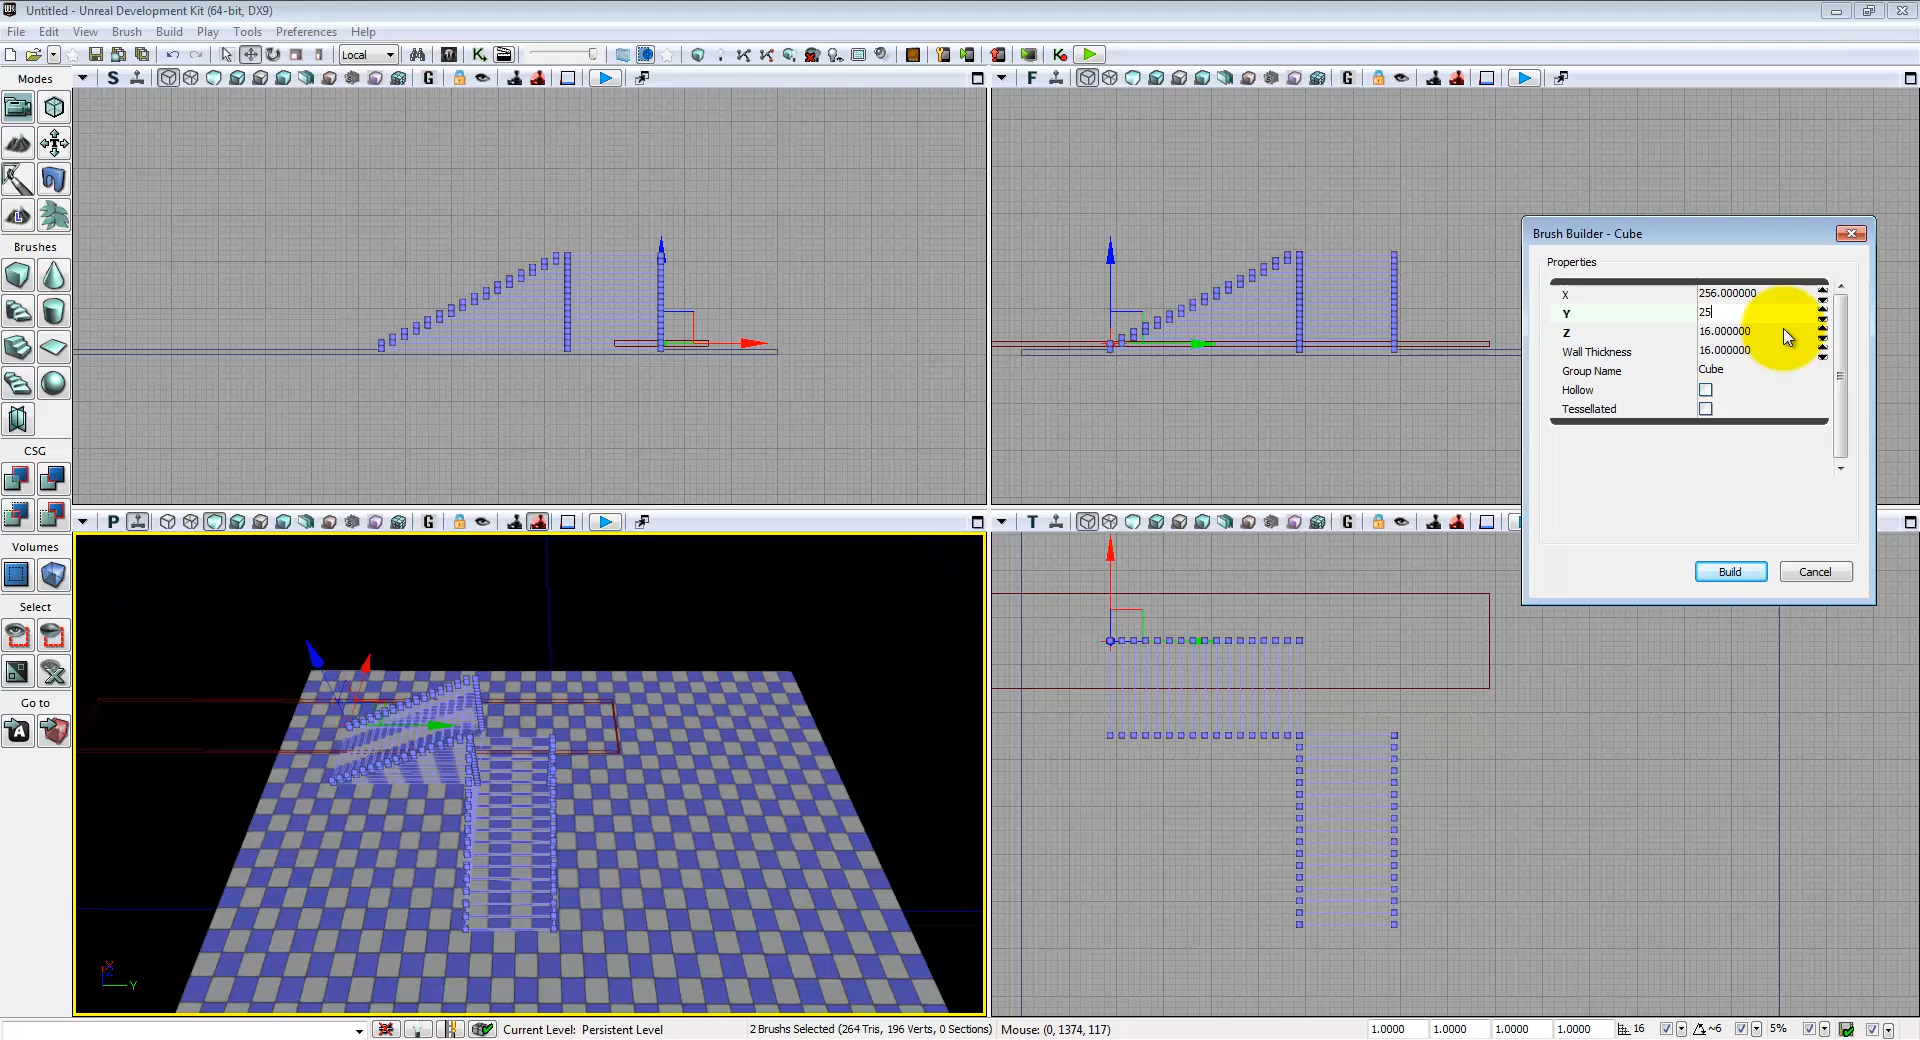 Untitled - Unreal Development Kit (64-bit, DX9)
File Edit View Brush Build Play Tools Preferences Help
Local
Modes
S G
F G
Brushes
CSG
Volumes
Select
Go to
P G
T G
Brush Builder - Cube
Properties
X 256.000000
Y 25
Z 16.000000
Wall Thickness 16.000000
Group Name Cube
Hollow
Tessellated
Build Cancel
X
Y
Current Level: Persistent Level
2 Brushs Selected (264 Tris, 196 Verts, 0 Sections) Mouse: (0, 1374, 117)
1.0000 1.0000 1.0000 1.0000 16 ~6 5%